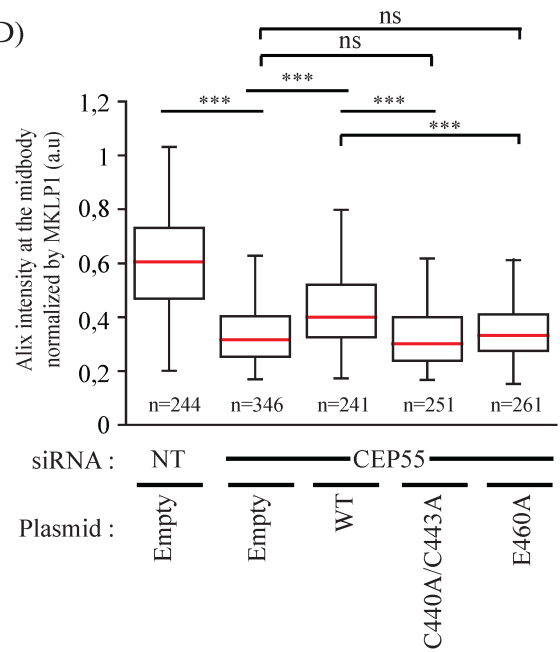 D)
ns
ns
***
***
***
***
1,2
1
0,8
0,6
0,4
0,2
0
Alix intensity at the midbody
normalized by MKLP1 (a.u)
n=244 n=346 n=241 n=251 n=261
siRNA : NT CEP55
Plasmid : Empty Empty WT C440A/C443A E460A